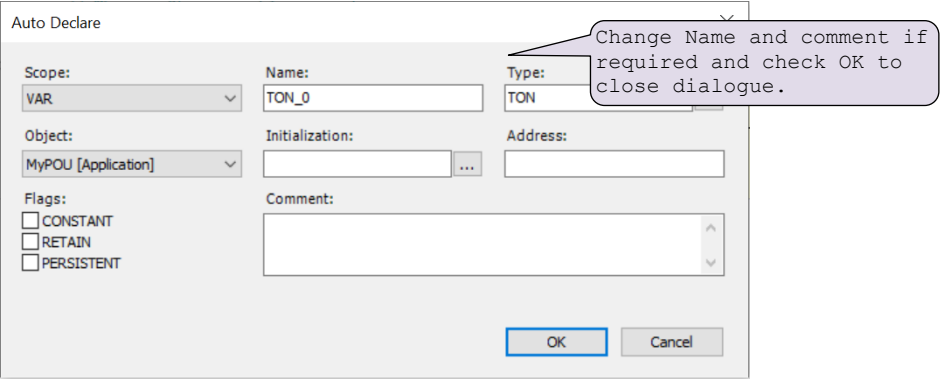 Auto Declare
Change Name and comment if
required and check OK to
close dialogue.
Scope:
Name:
Type:
VAR
TON_0
TON
Object:
Initialization:
Address:
MyPOU [Application]
...
Flags:
Comment:
CONSTANT
RETAIN
PERSISTENT
OK
Cancel